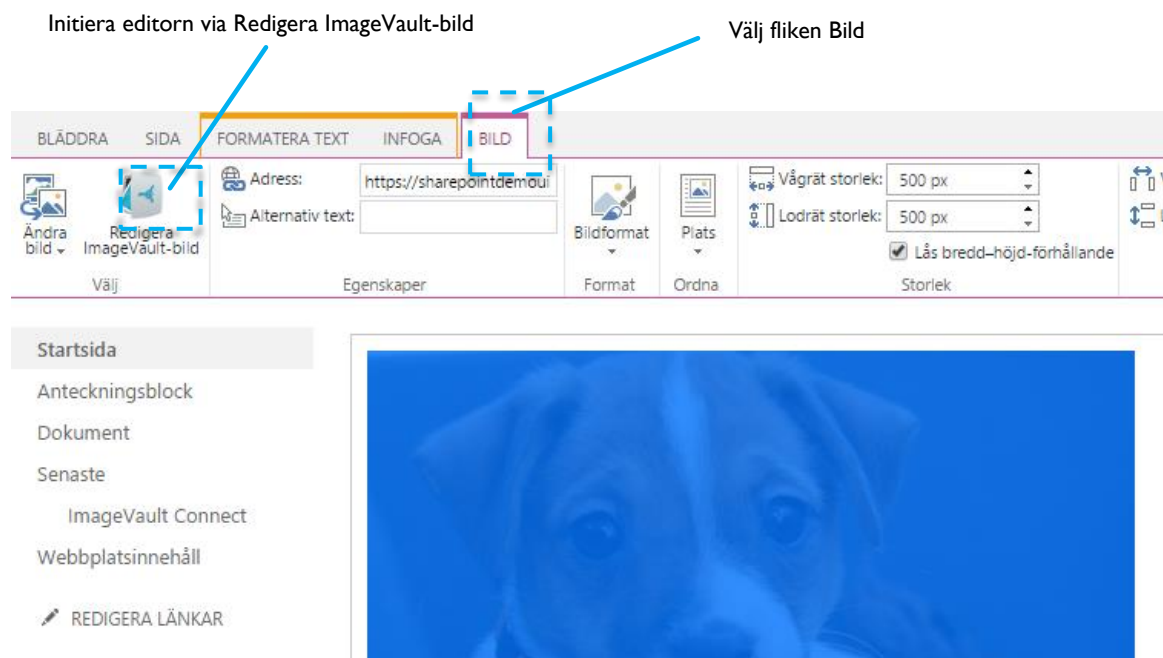 Initiera editorn via Redigera ImageVault-bild
Välj fliken Bild
BLÄDDRA SIDA FORMATERA TEXT INFOGA BILD
Ändra bild
Redigera ImageVault-bild
Välj
Adress: https://sharepointdemoui
Alternativ text:
Egenskaper
Bildformat
Format
Plats
Ordna
Vågrät storlek: 500 px
Lodrät storlek: 500 px
Lås bredd–höjd-förhållande
Storlek
Startsida
Anteckningsblock
Dokument
Senaste
ImageVault Connect
Webbplatsinnehåll
REDIGERA LÄNKAR